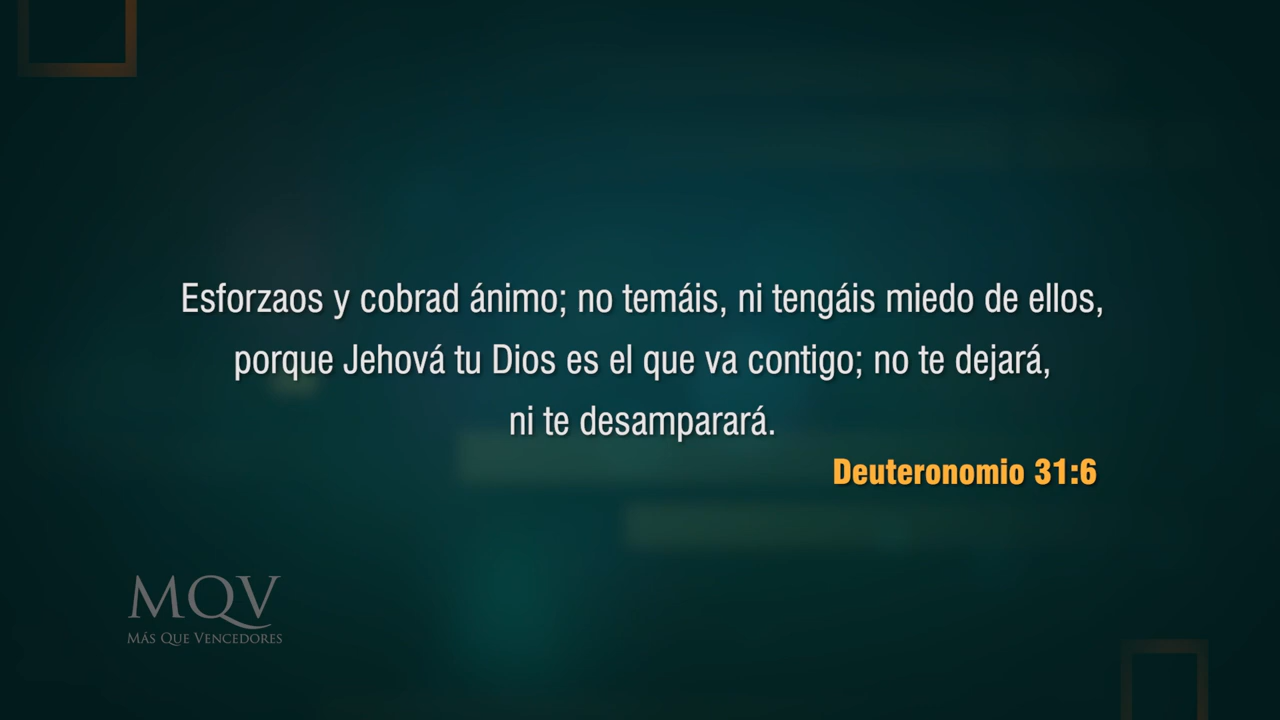 Esforzaos y cobrad ánimo; no temáis, ni tengáis miedo de ellos,
porque Jehová tu Dios es el que va contigo; no te dejará,
ni te desamparará.
Deuteronomio 31:6
MQV
Más Que Vencedores